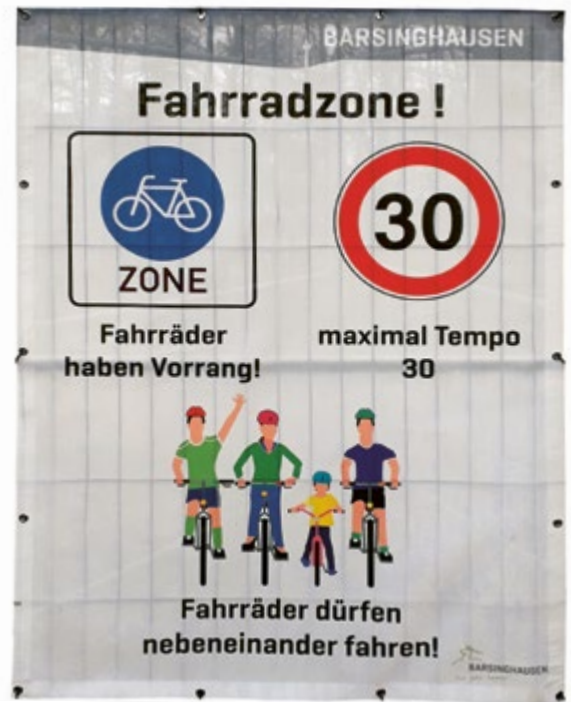 BARSINGHAUSEN
Fahrradzone !
ZONE
30
Fahrräder
haben Vorrang!
maximal Tempo
30
Fahrräder dürfen
nebeneinander fahren!
BARSINGHAUSEN